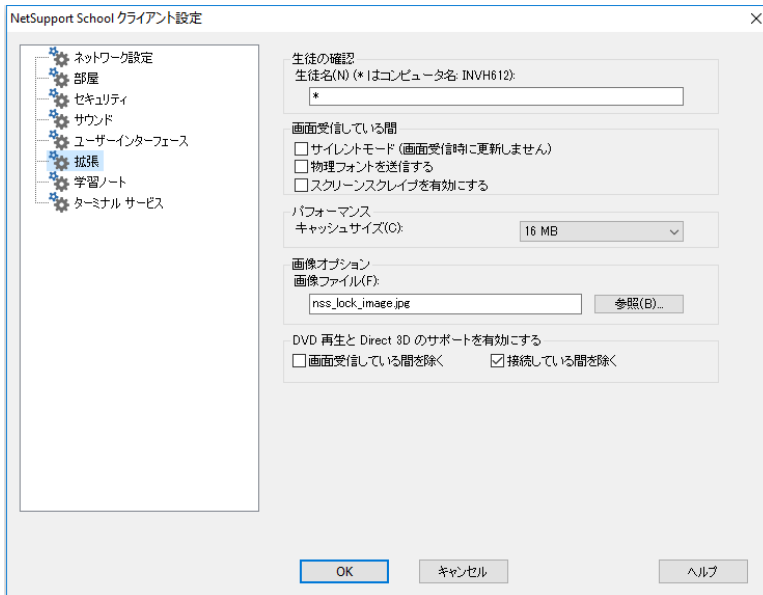 NetSupport School クライアント設定
ネットワーク設定
部屋
セキュリティ
サウンド
ユーザーインターフェース
拡張
学習ノート
ターミナル サービス
生徒の確認
生徒名(N) (* はコンピュータ名: INVH612):
*
画面受信している間
サイレントモード (画面受信時に更新しません)
物理フォントを送信する
スクリーンスクレイプを有効にする
パフォーマンス
キャッシュサイズ(C):
16 MB
画像オプション
画像ファイル(F):
nss_lock_image.jpg
参照(B)...
DVD 再生と Direct 3D のサポートを有効にする
画面受信している間を除く
接続している間を除く
OK
キャンセル
ヘルプ